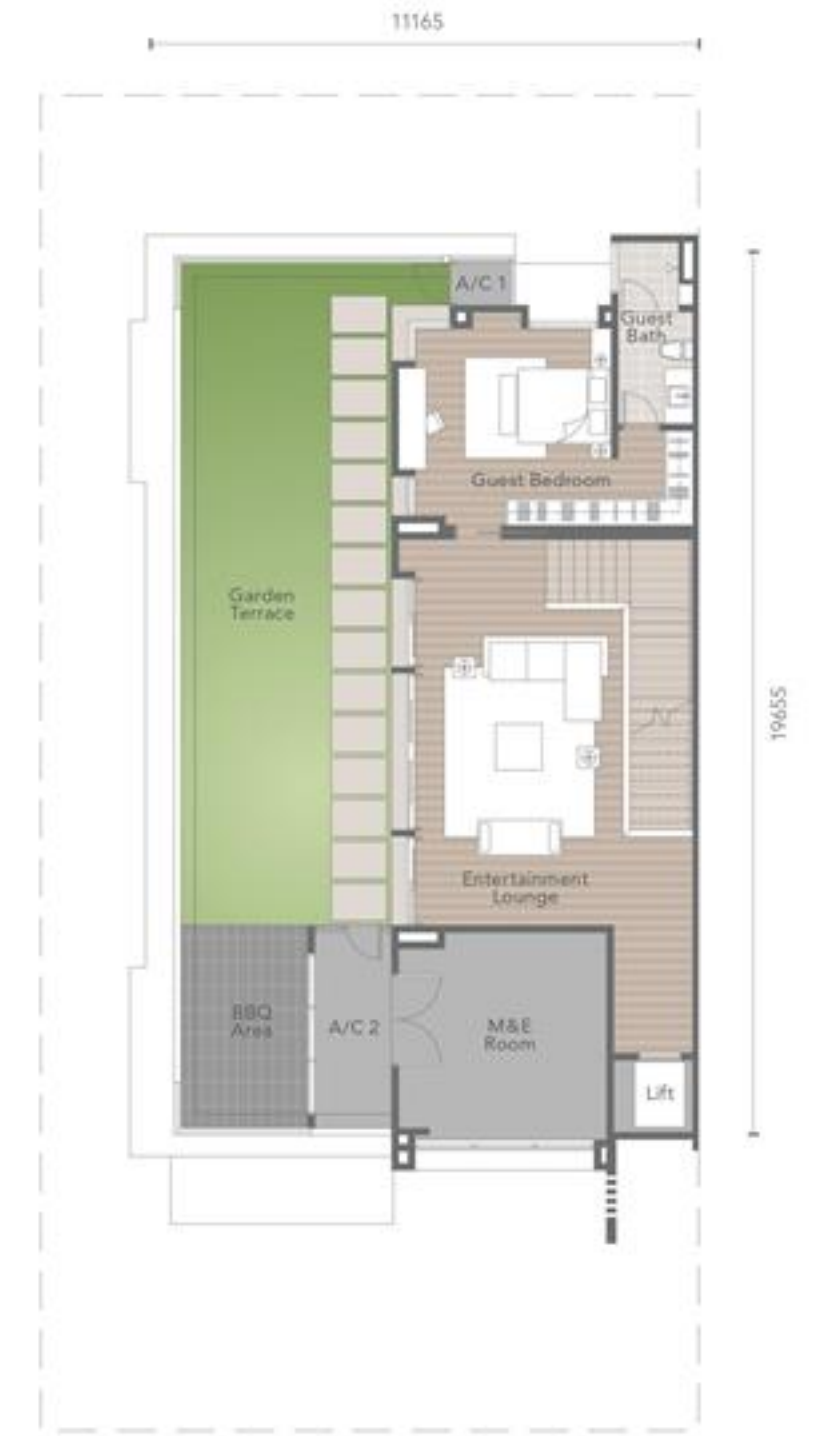 11165
A/C 1
Guest
Bath
Guest Bedroom
Garden
Terrace
19655
Entertainment
Lounge
BBQ
Area
A/C 2
M&E
Room
Lift